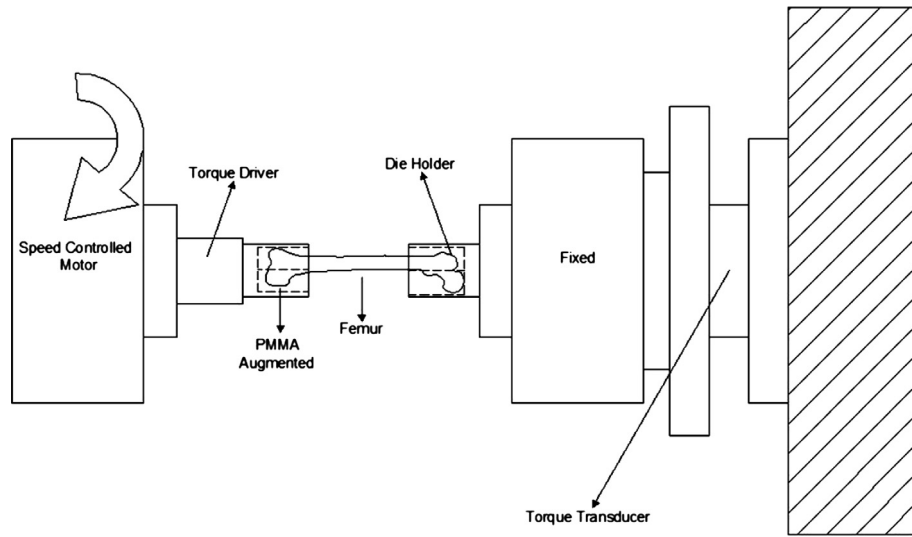 Torque Driver
Die Holder
Speed Controlled
Motor
Fixed
Femur
PMMA
Augmented
Torque Transducer